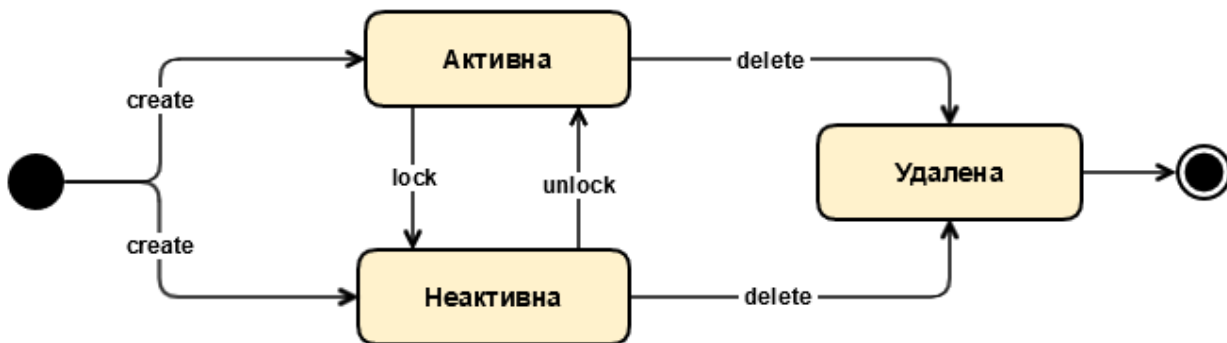 Активна
delete
create
Удалена
lock
unlock
create
Неактивна
delete